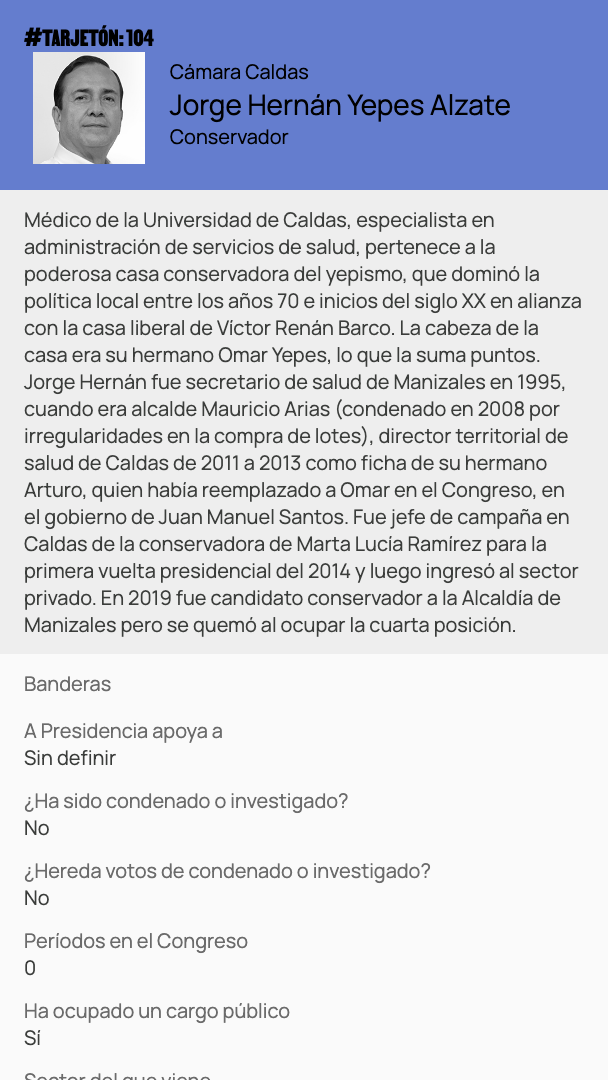 #TARJETÓN: 104
Cámara Caldas
Jorge Hernán Yepes Alzate
Conservador
Médico de la Universidad de Caldas, especialista en
administración de servicios de salud, pertenece a la
poderosa casa conservadora del yepismo, que dominó la
política local entre los años 70 e inicios del siglo XX en alianza
con la casa liberal de Víctor Renán Barco. La cabeza de la
casa era su hermano Omar Yepes, lo que la suma puntos.
Jorge Hernán fue secretario de salud de Manizales en 1995,
cuando era alcalde Mauricio Arias (condenado en 2008 por
irregularidades en la compra de lotes), director territorial de
salud de Caldas de 2011 a 2013 como ficha de su hermano
Arturo, quien había reemplazado a Omar en el Congreso, en
el gobierno de Juan Manuel Santos. Fue jefe de campaña en
Caldas de la conservadora de Marta Lucía Ramírez para la
primera vuelta presidencial del 2014 y luego ingresó al sector
privado. En 2019 fue candidato conservador a la Alcaldía de
Manizales pero se quemó al ocupar la cuarta posición.
Banderas
A Presidencia apoya a
Sin definir
¿Ha sido condenado o investigado?
No
¿Hereda votos de condenado o investigado?
No
Períodos en el Congreso
0
Ha ocupado un cargo público
Sí
Sector del que viene